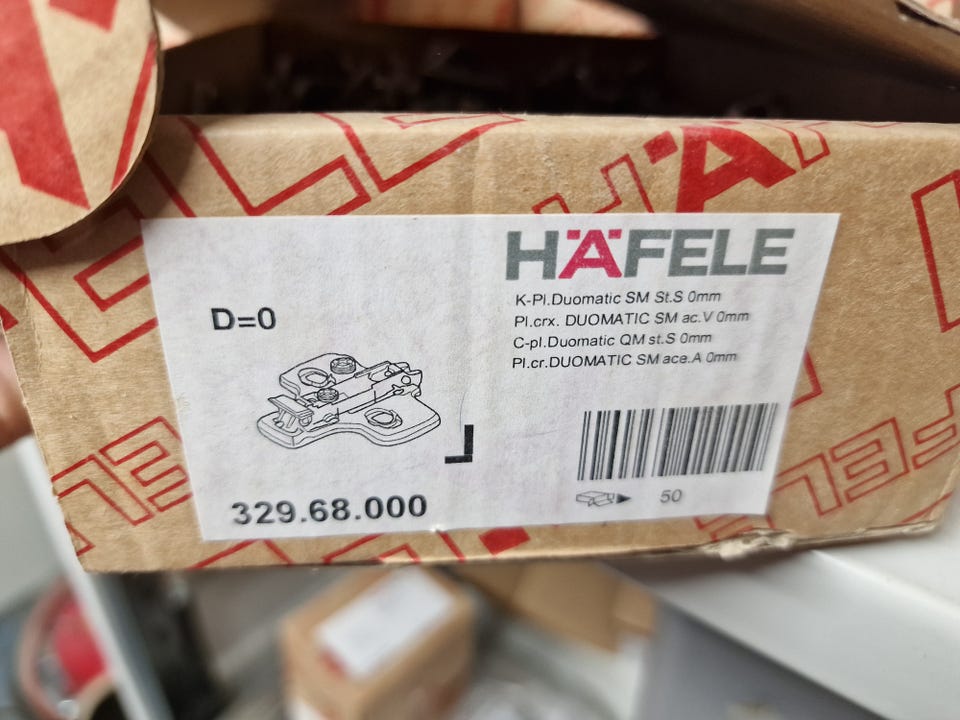 HÄFELE
K-Pl.Duomatic SM St.S 0mm
Pl.crx. DUOMATIC SM ac.V 0mm
C-pl.Duomatic QM st.S 0mm
Pl.cr.DUOMATIC SM ace.A 0mm
D=0
329.68.000
50